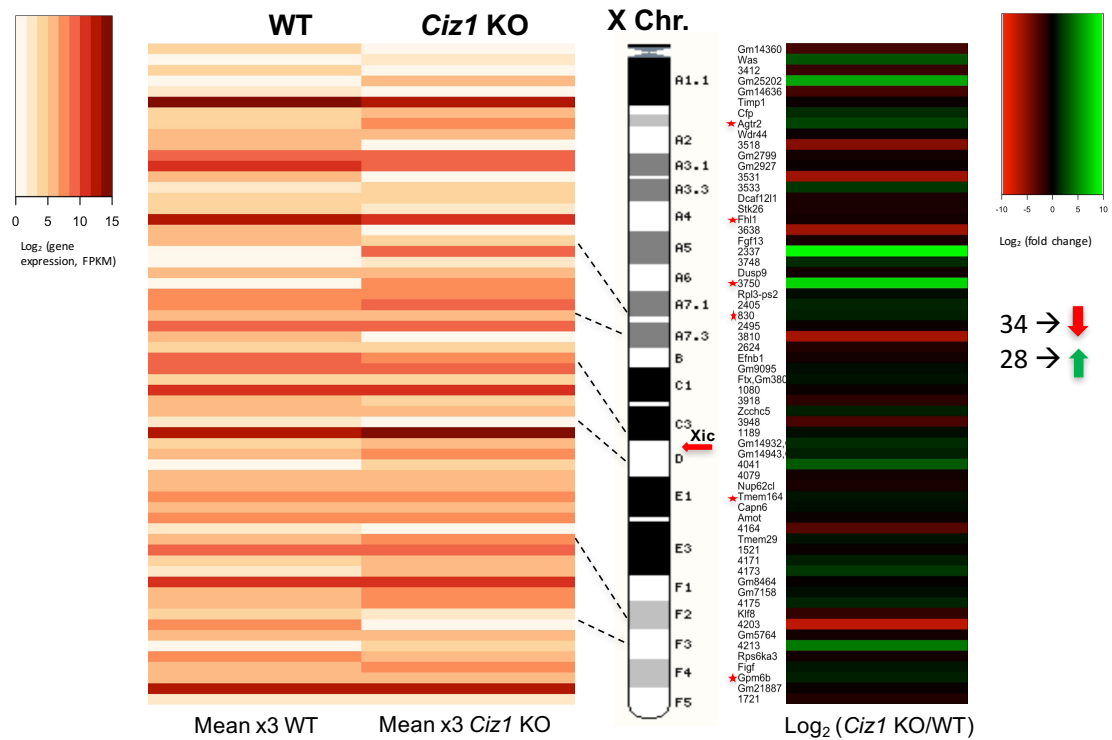 WT
Ciz1 KO
X Chr.
0 5 10 15
Log₂ (gene
expression, FPKM)
A1.1
A2
A3.1
A3.3
A4
A5
A6
A7.1
A7.3
B
C1
C3
Xic
D
E1
E3
F1
F2
F3
F4
F5
Gm14360
Was
3412
Gm25202
Gm14636
Timp1
Cfp
Agtr2
Wdr44
3518
Gm2799
Gm2927
3531
3533
Dcaf12l1
Stk26
Fhl1
3638
Fgf13
2337
3748
Dusp9
3750
Rpl3-ps2
2405
830
2495
3810
2624
Efnb1
Gm9095
Ftx,Gm380
1080
3918
Zcchc5
3948
1189
Gm14932,
Gm14943,
4041
4079
Nup62cl
Tmem164
Capn6
Amot
4164
Tmem29
1521
4171
4173
Gm8464
Gm7158
4175
Klf8
4203
Gm5764
4213
Rps6ka3
Figf
Gpm6b
Gm21887
1721
-10 -5 0 5 10
Log₂ (fold change)
34 →
28 →
Mean x3 WT
Mean x3 Ciz1 KO
Log₂ (Ciz1 KO/WT)